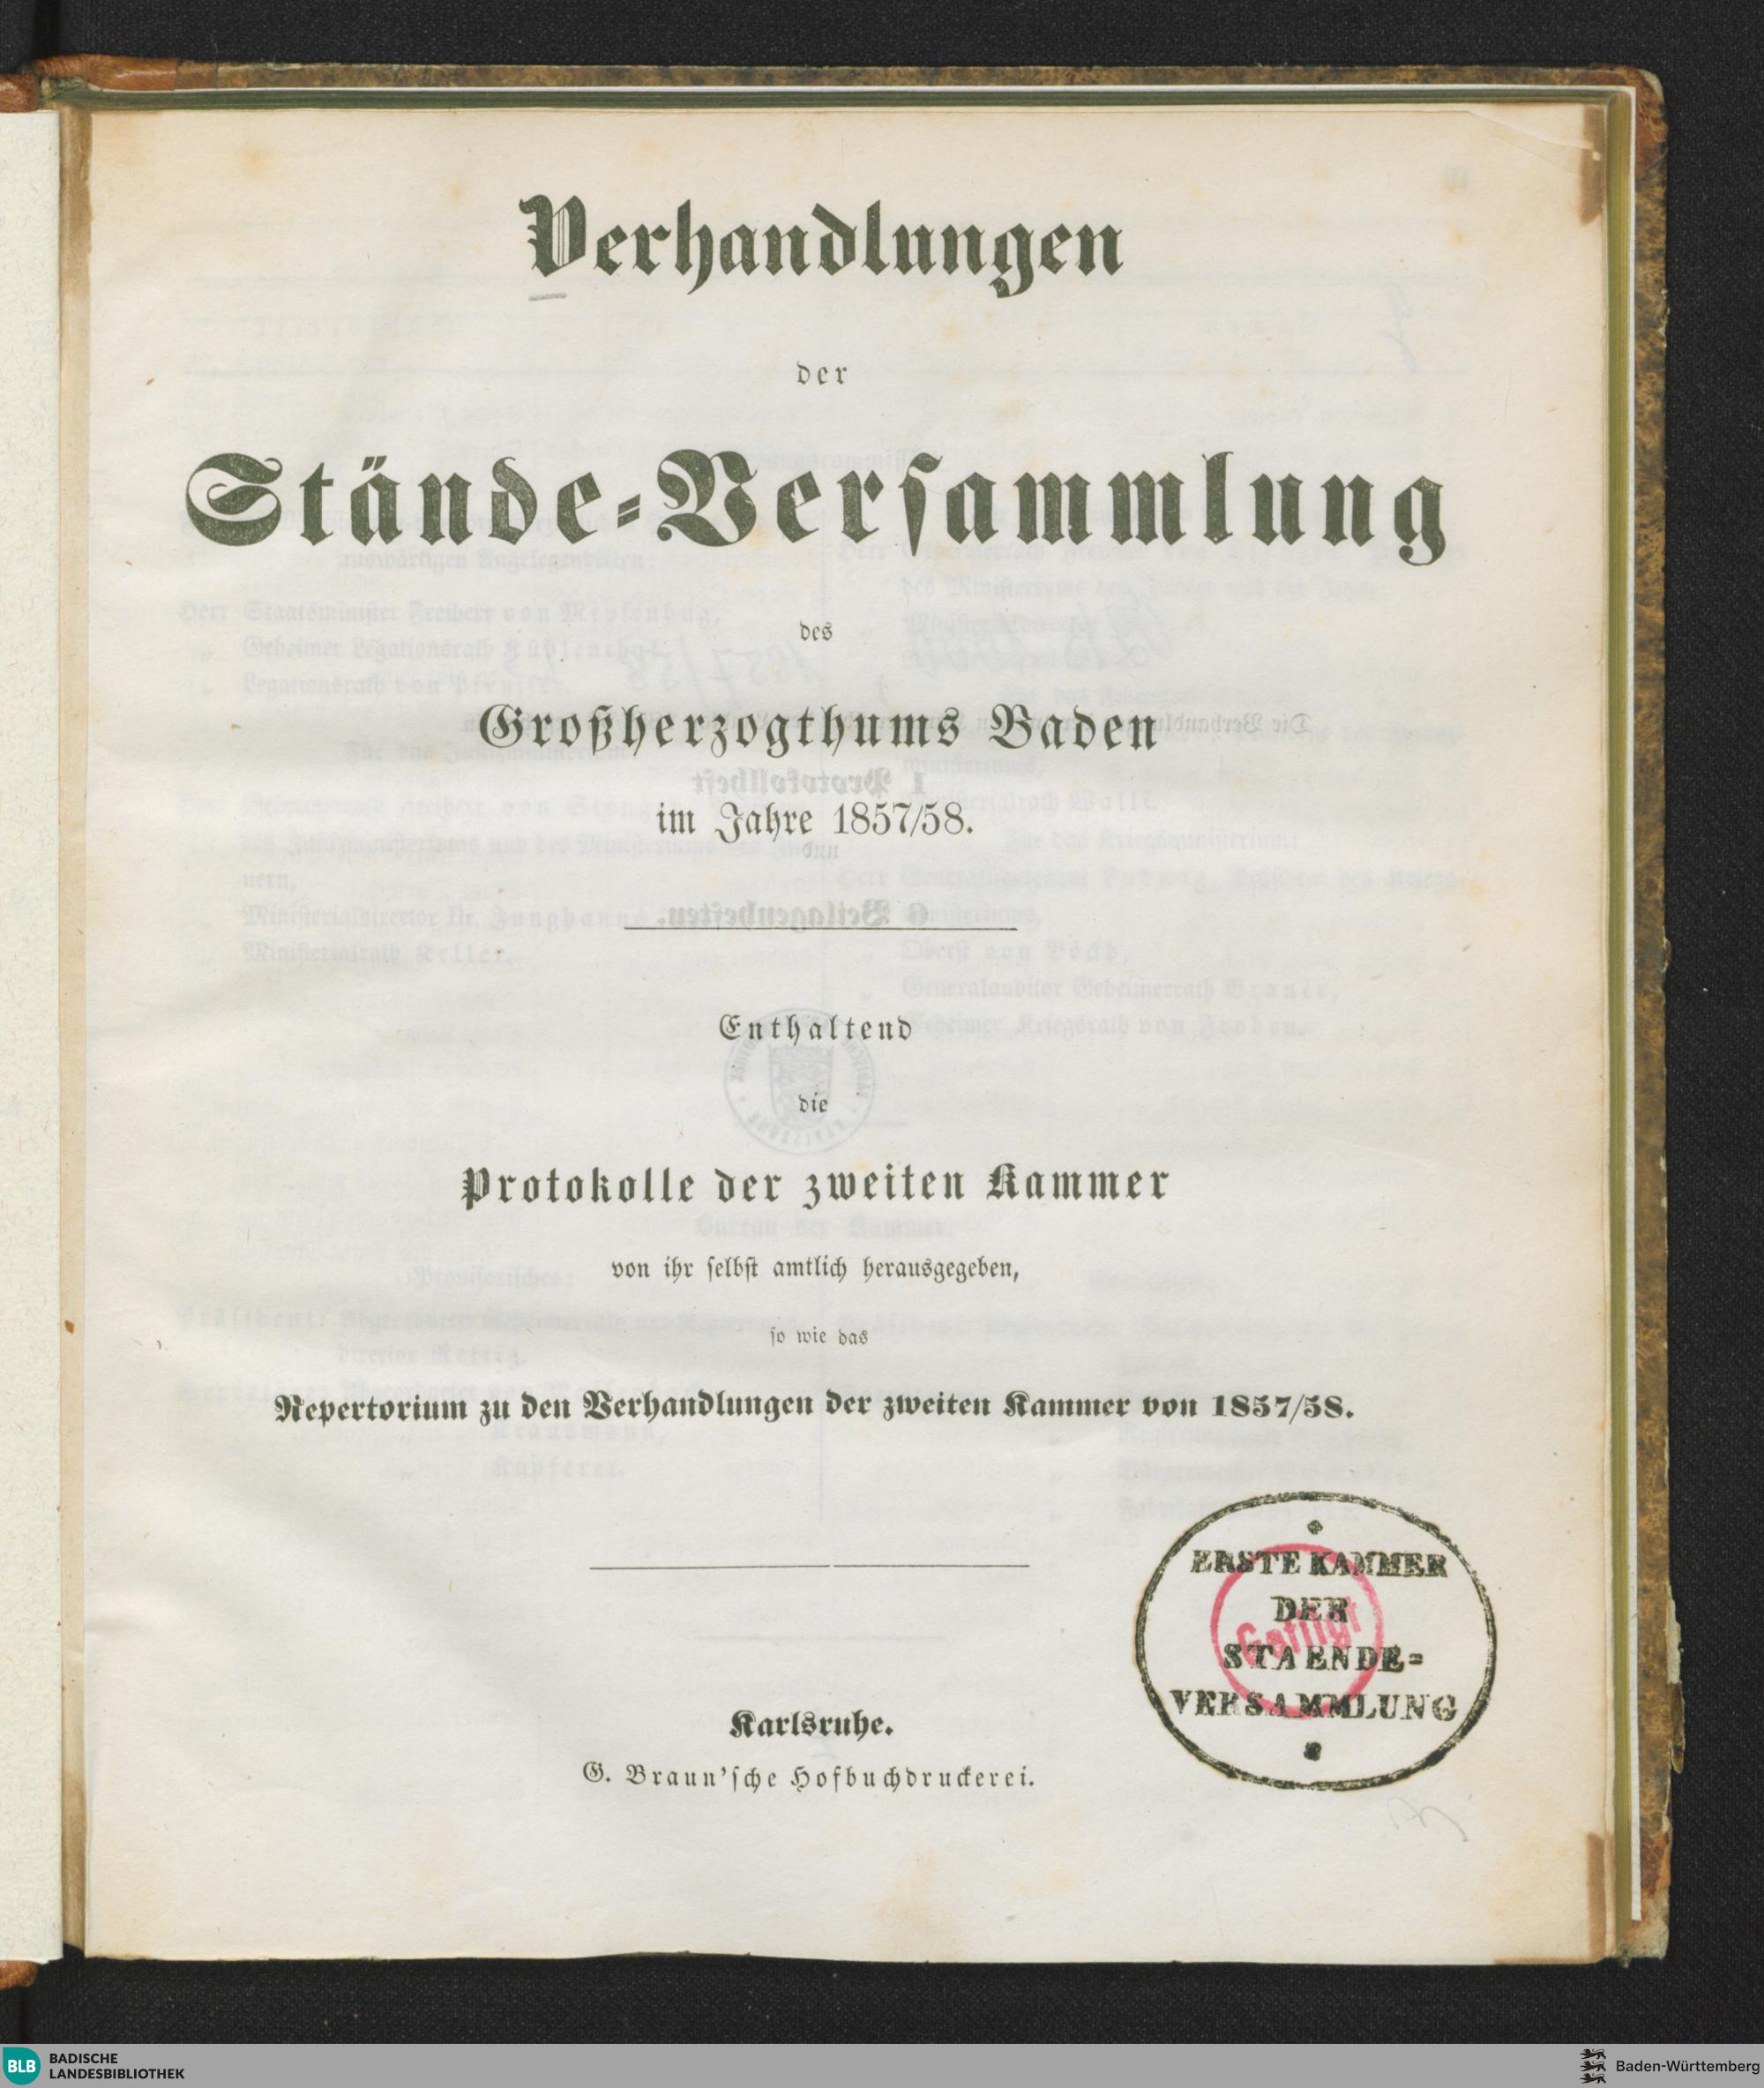 Verhandlungen
der
Stände-Versammlung
des
Großherzogthums Baden
im Jahre 1857/58.
Enthaltend
die
Protokolle der zweiten Kammer
von ihr selbst amtlich herausgegeben,
so wie das
Repertorium zu den Verhandlungen der zweiten Kammer von 1857/58.
ERSTE KAMMER
DER
STAENDE=
VERSAMMLUNG
Karlsruhe.
G. Braun'sche Hofbuchdruckerei.
BLB BADISCHE
LANDESBIBLIOTHEK
Baden-Württemberg